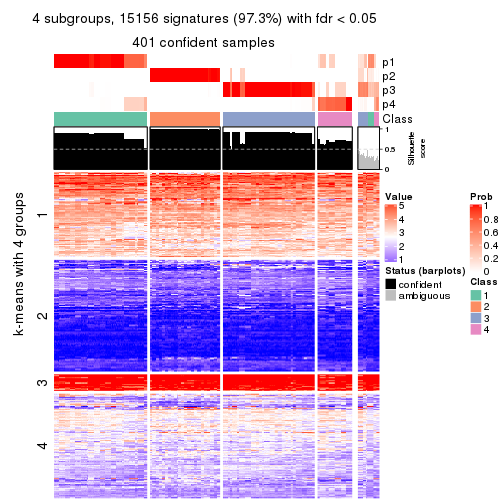 4 subgroups, 15156 signatures (97.3%) with fdr < 0.05
401 confident samples
p1
p2
p3
p4
Class
1
0.5
0
Silhouette
score
k-means with 4 groups
1
2
3
4
Value
5
4
3
2
1
Status (barplots)
confident
ambiguous
Prob
1
0.8
0.6
0.4
0.2
0
Class
1
2
3
4